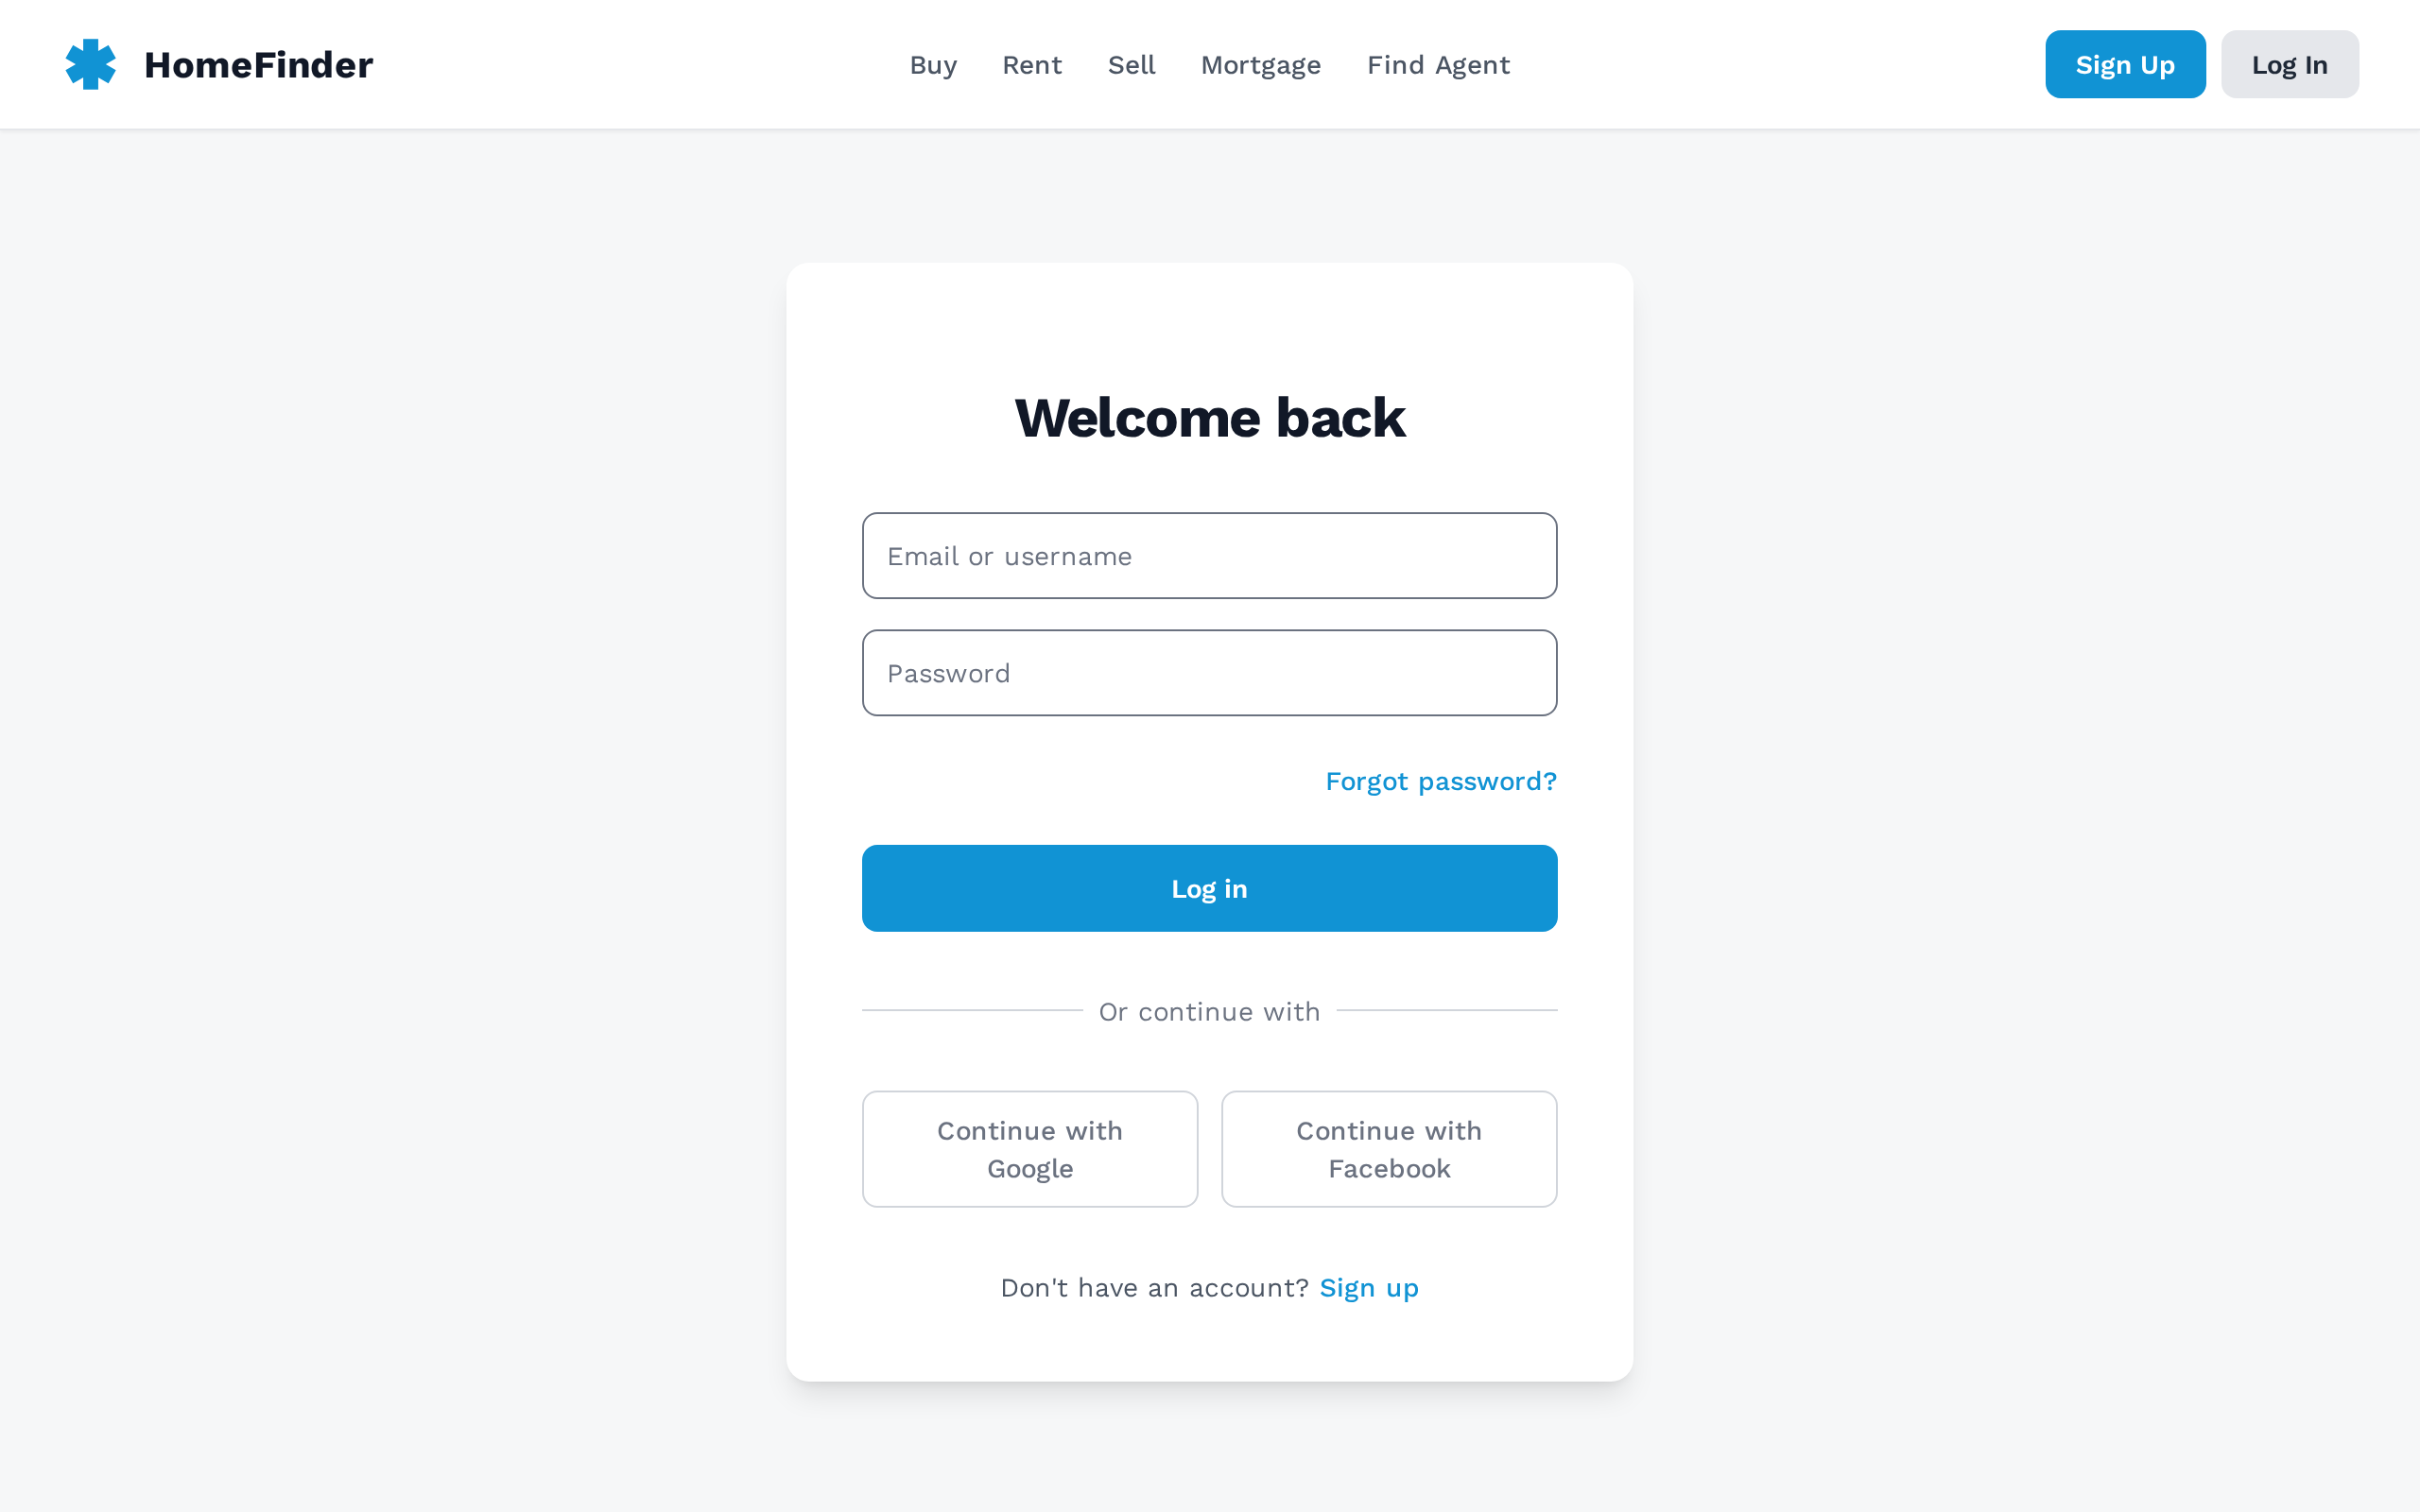 HomeFinder
Buy
Rent
Sell
Mortgage
Find Agent
Sign Up
Log In
Welcome back
Email or username
Password
Forgot password?
Log in
Or continue with
Continue with
Google
Continue with
Facebook
Don't have an account? Sign up